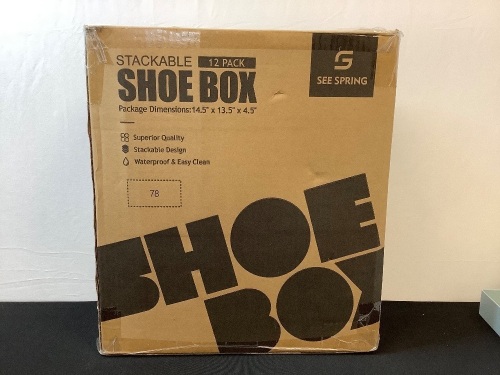 STACKABLE 12 PACK
SHOE BOX
Package Dimensions:14.5" x 13.5" x 4.5"
S
SEE SPRING
Superior Quality
Stackable Design
Waterproof & Easy Clean
78
SHOE
BOX